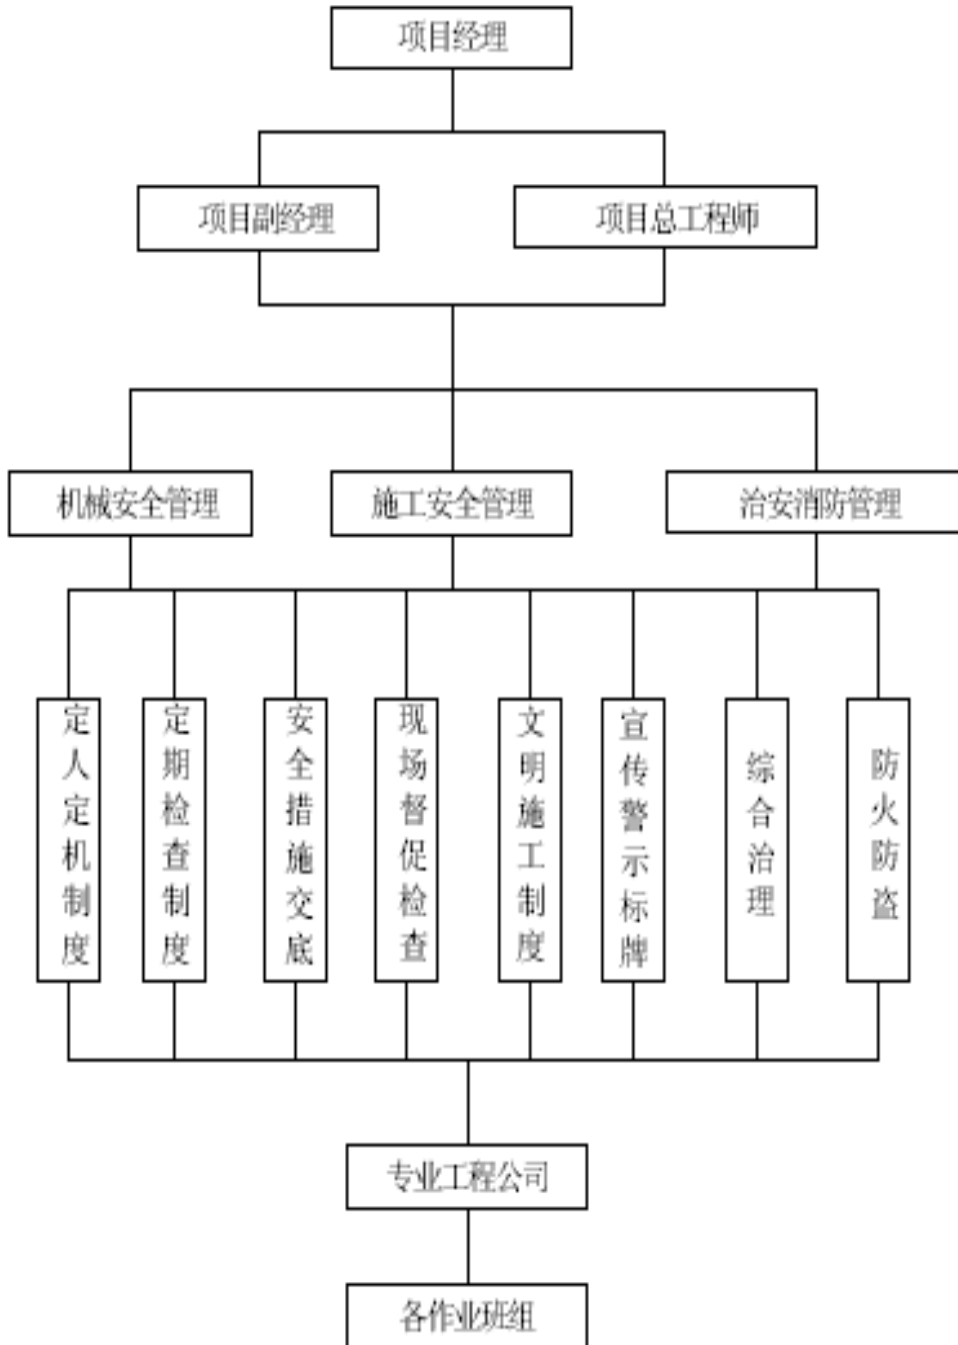 项目经理
项目副经理
项目总工程师
机械安全管理
施工安全管理
治安消防管理
定人定机制度
定期检查制度
安全措施交底
现场督促检查
文明施工制度
宣传警示标牌
综合治理
防火防盗
专业工程公司
各作业班组